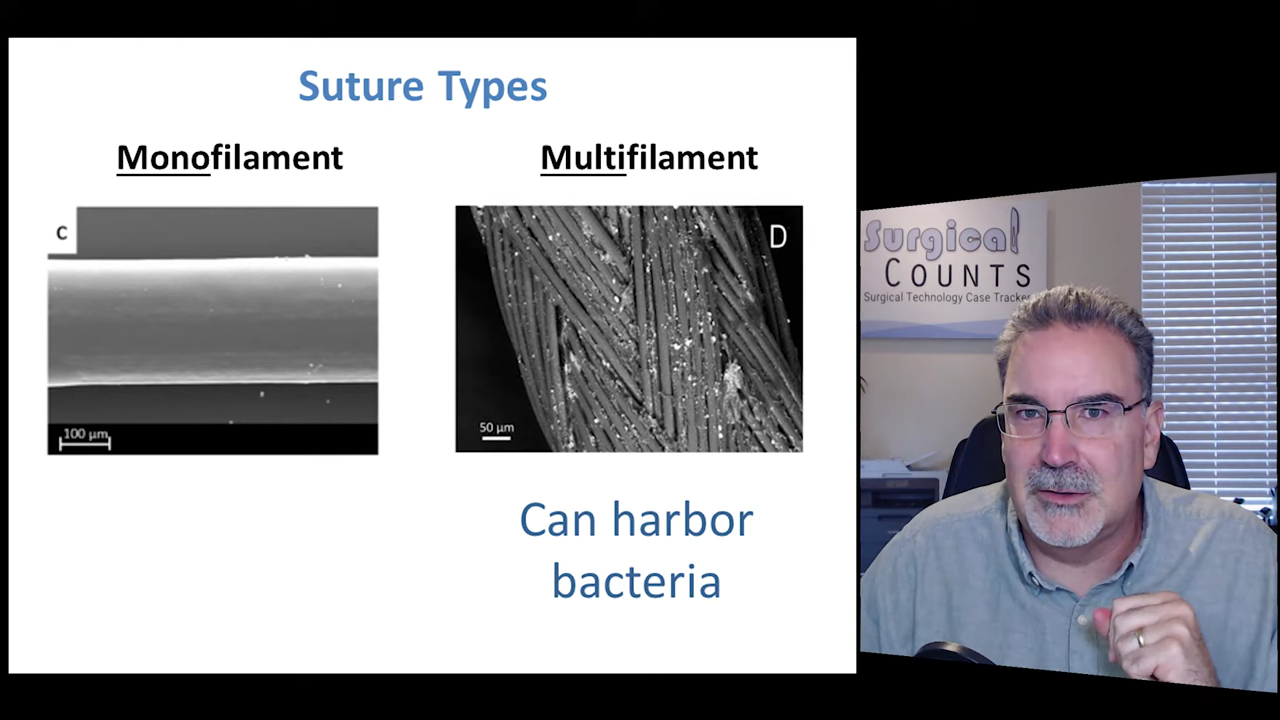 Suture Types
Monofilament
Multifilament
C
D
100 µm
50 µm
Can harbor
bacteria
Surgical
COUNTS
Surgical Technology Case Tracker